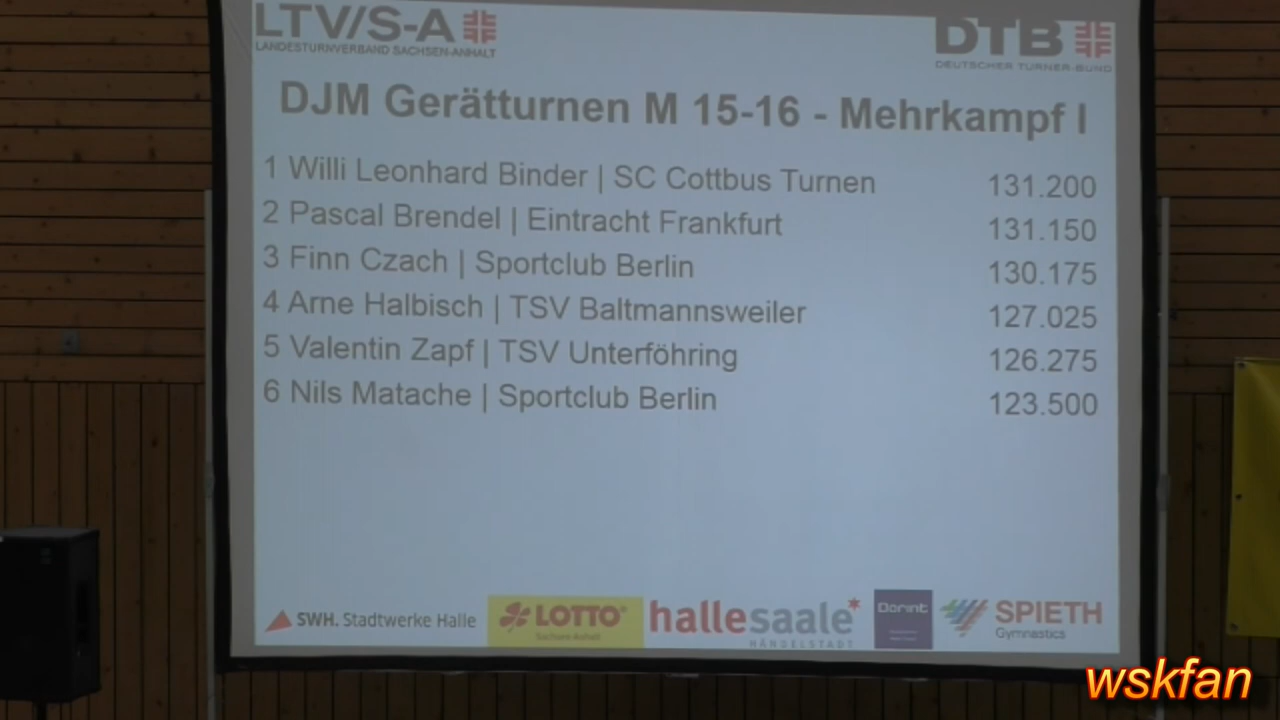 LTV/S-A
LANDESTURNVERBAND SACHSEN-ANHALT
DTB
DEUTSCHER TURNER-BUND
DJM Gerätturnen M 15-16 - Mehrkampf I
1 Willi Leonhard Binder | SC Cottbus Turnen 131.200
2 Pascal Brendel | Eintracht Frankfurt 131.150
3 Finn Czach | Sportclub Berlin 130.175
4 Arne Halbisch | TSV Baltmannsweiler 127.025
5 Valentin Zapf | TSV Unterföhring 126.275
6 Nils Matache | Sportclub Berlin 123.500
SWH. Stadtwerke Halle
LOTTO
Sachsen-Anhalt
hallesaale
HÄNDELSTADT
Dorint
SPIETH
Gymnastics
wskfan